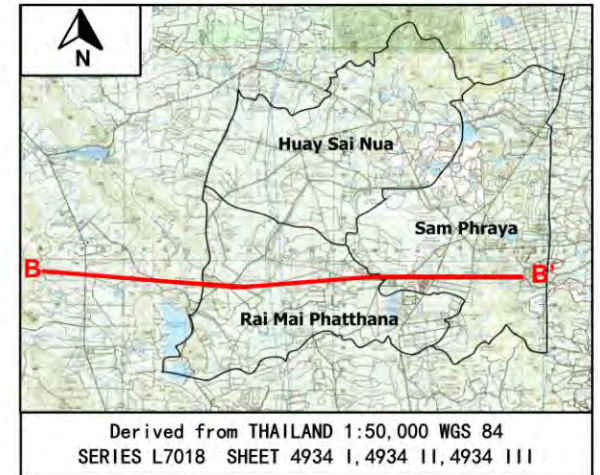 N
Huay Sai Nua
Sam Phraya
B
B'
Rai Mai Phatthana
Derived from THAILAND 1:50,000 WGS 84
SERIES L7018 SHEET 4934 I,4934 II,4934 III